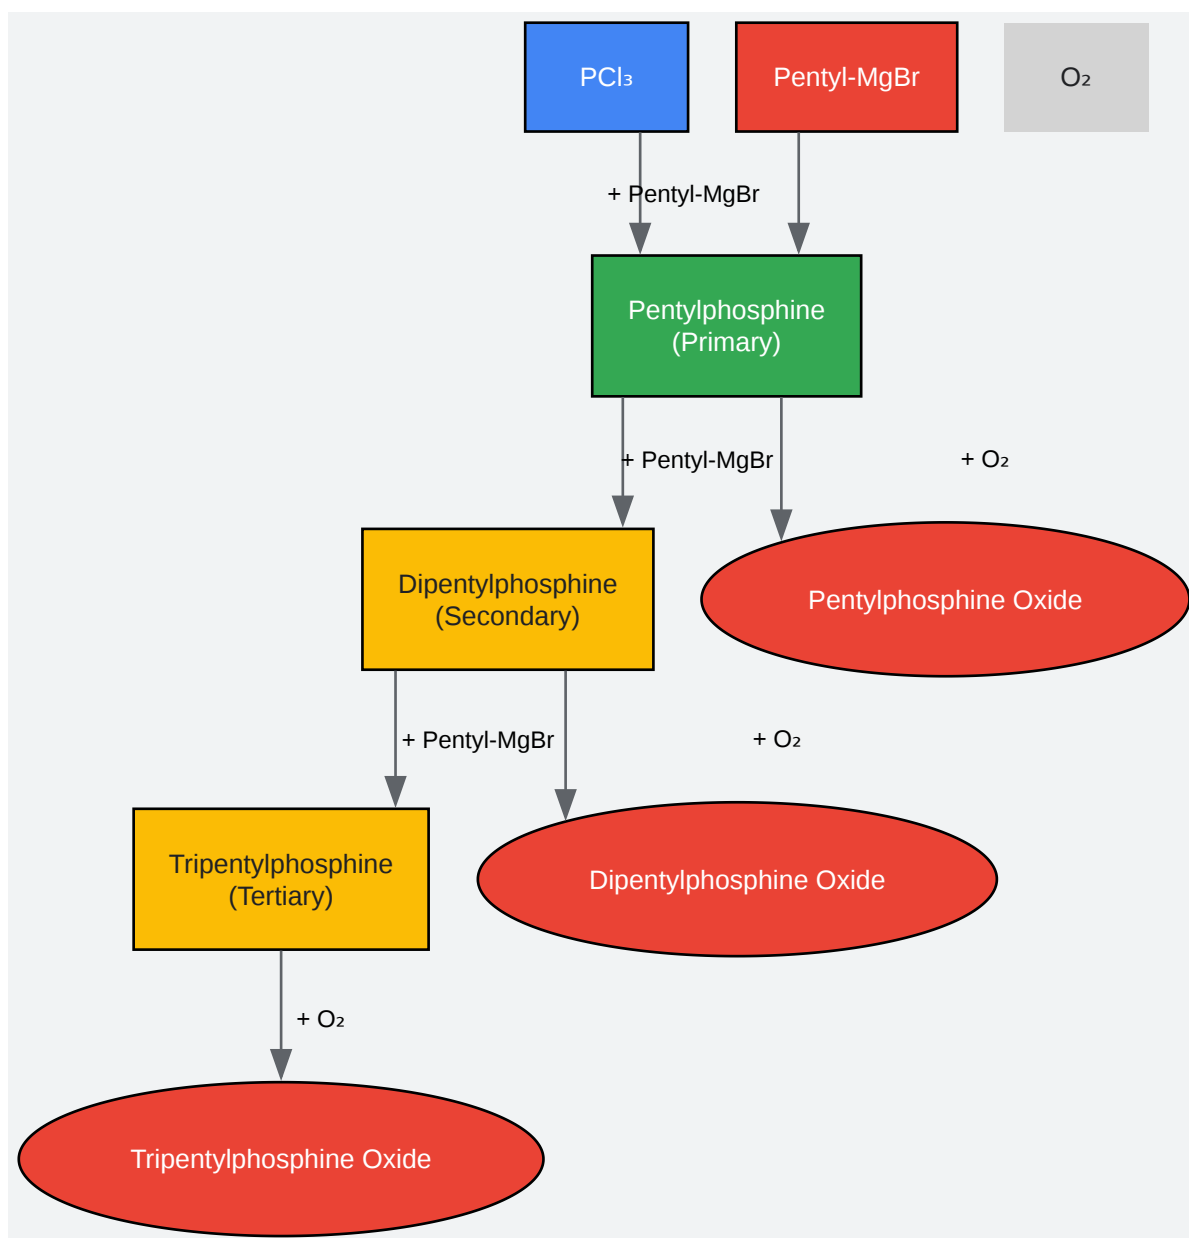 PCl₃
Pentyl-MgBr
O₂
+ Pentyl-MgBr
Pentylphosphine
(Primary)
+ Pentyl-MgBr
+ O₂
Dipentylphosphine
(Secondary)
Pentylphosphine Oxide
+ Pentyl-MgBr
+ O₂
Tripentylphosphine
(Tertiary)
Dipentylphosphine Oxide
+ O₂
Tripentylphosphine Oxide